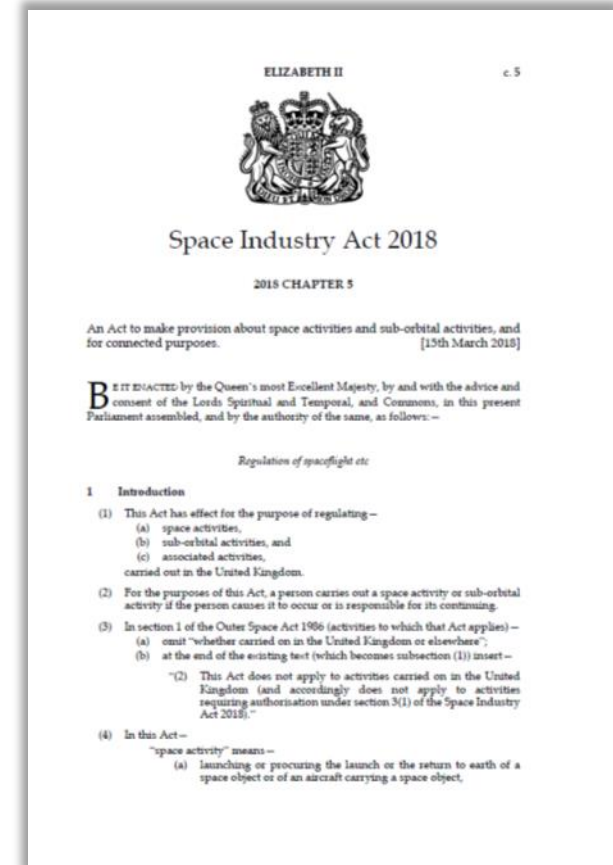 ELIZABETH II c. 5
Space Industry Act 2018
2018 CHAPTER 5
An Act to make provision about space activities and sub-orbital activities, and
for connected purposes. [15th March 2018]
BE IT ENACTED by the Queen's most Excellent Majesty, by and with the advice and
consent of the Lords Spiritual and Temporal, and Commons, in this present
Parliament assembled, and by the authority of the same, as follows:—
Regulation of spaceflight etc
1 Introduction
(1) This Act has effect for the purpose of regulating—
(a) space activities,
(b) sub-orbital activities, and
(c) associated activities,
carried out in the United Kingdom.
(2) For the purposes of this Act, a person carries out a space activity or sub-orbital
activity if the person causes it to occur or is responsible for its continuing.
(3) In section 1 of the Outer Space Act 1986 (activities to which that Act applies)—
(a) omit "whether carried on in the United Kingdom or elsewhere";
(b) at the end of the existing text (which becomes subsection (1)) insert—
"(2) This Act does not apply to activities carried on in the United
Kingdom (and accordingly does not apply to activities
requiring authorisation under section 3(1) of the Space Industry
Act 2018)."
(4) In this Act—
"space activity" means—
(a) launching or procuring the launch or the return to earth of a
space object or of an aircraft carrying a space object,